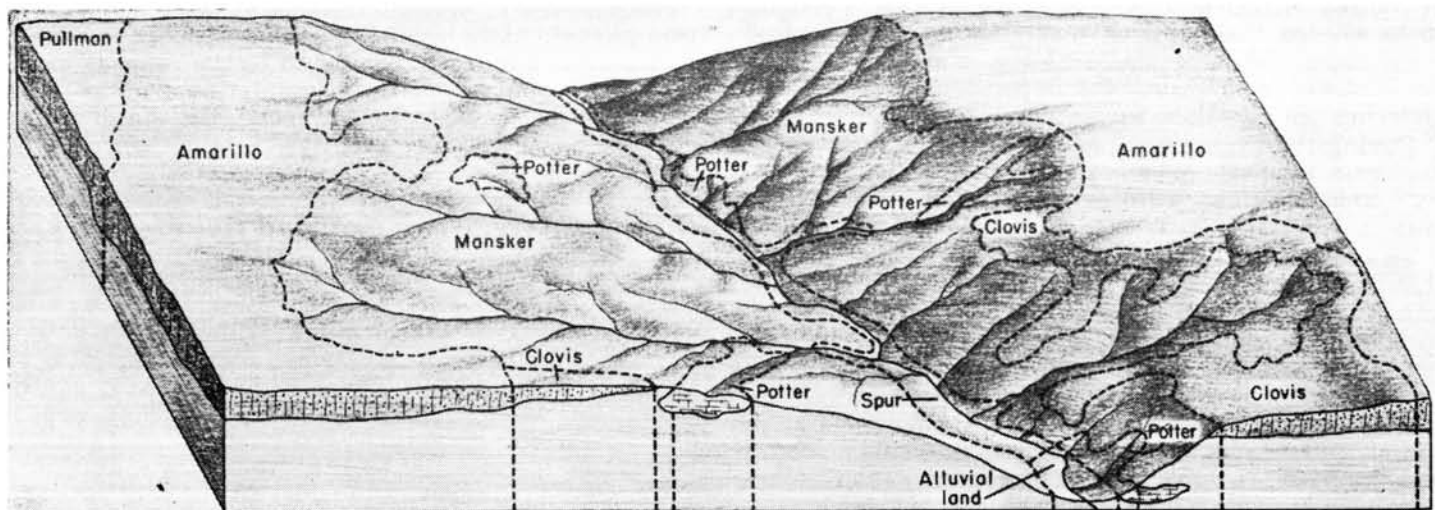 Pullman
Amarillo
Potter
Mansker
Mansker
Potter
Potter
Clovis
Amarillo
Clovis
Potter
Spur
Alluvial
land
Potter
Clovis